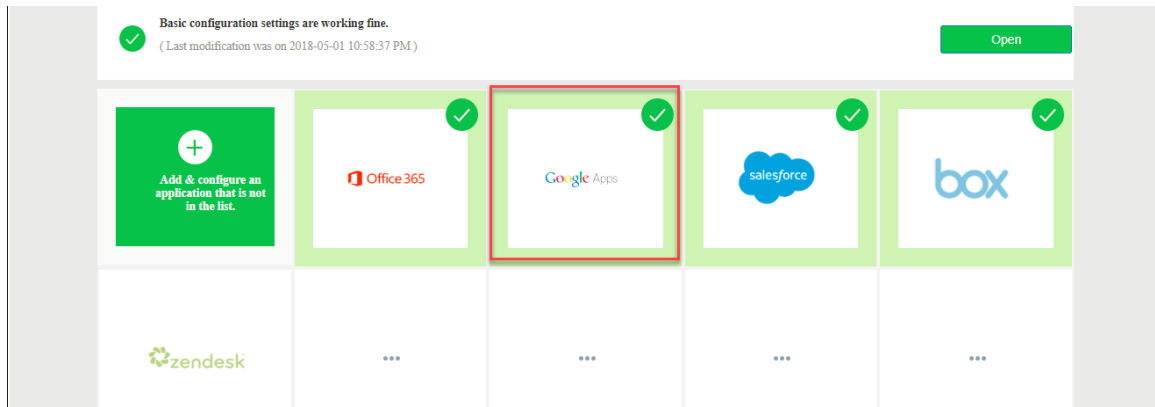 Basic configuration settings are working fine.
( Last modification was on 2018-05-01 10:58:37 PM )
Open
Add & configure an
application that is not
in the list.
Office 365
Google Apps
salesforce
box
zendesk